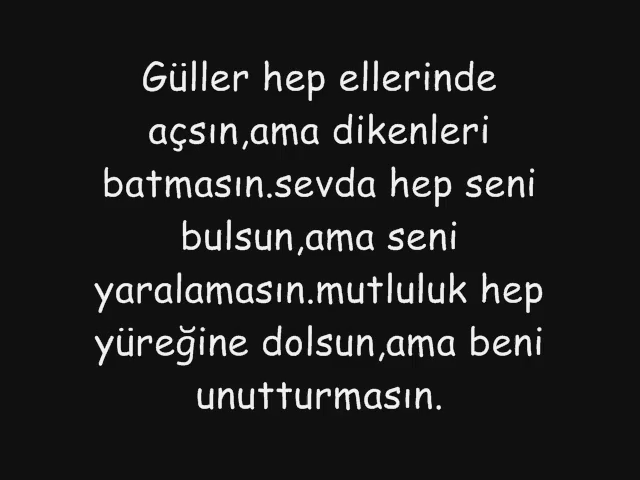 Güller hep ellerinde
açsın,ama dikenleri
batmasın.sevda hep seni
bulsun,ama seni
yaralamasın.mutluluk hep
yüreğine dolsun,ama beni
unutturmasın.